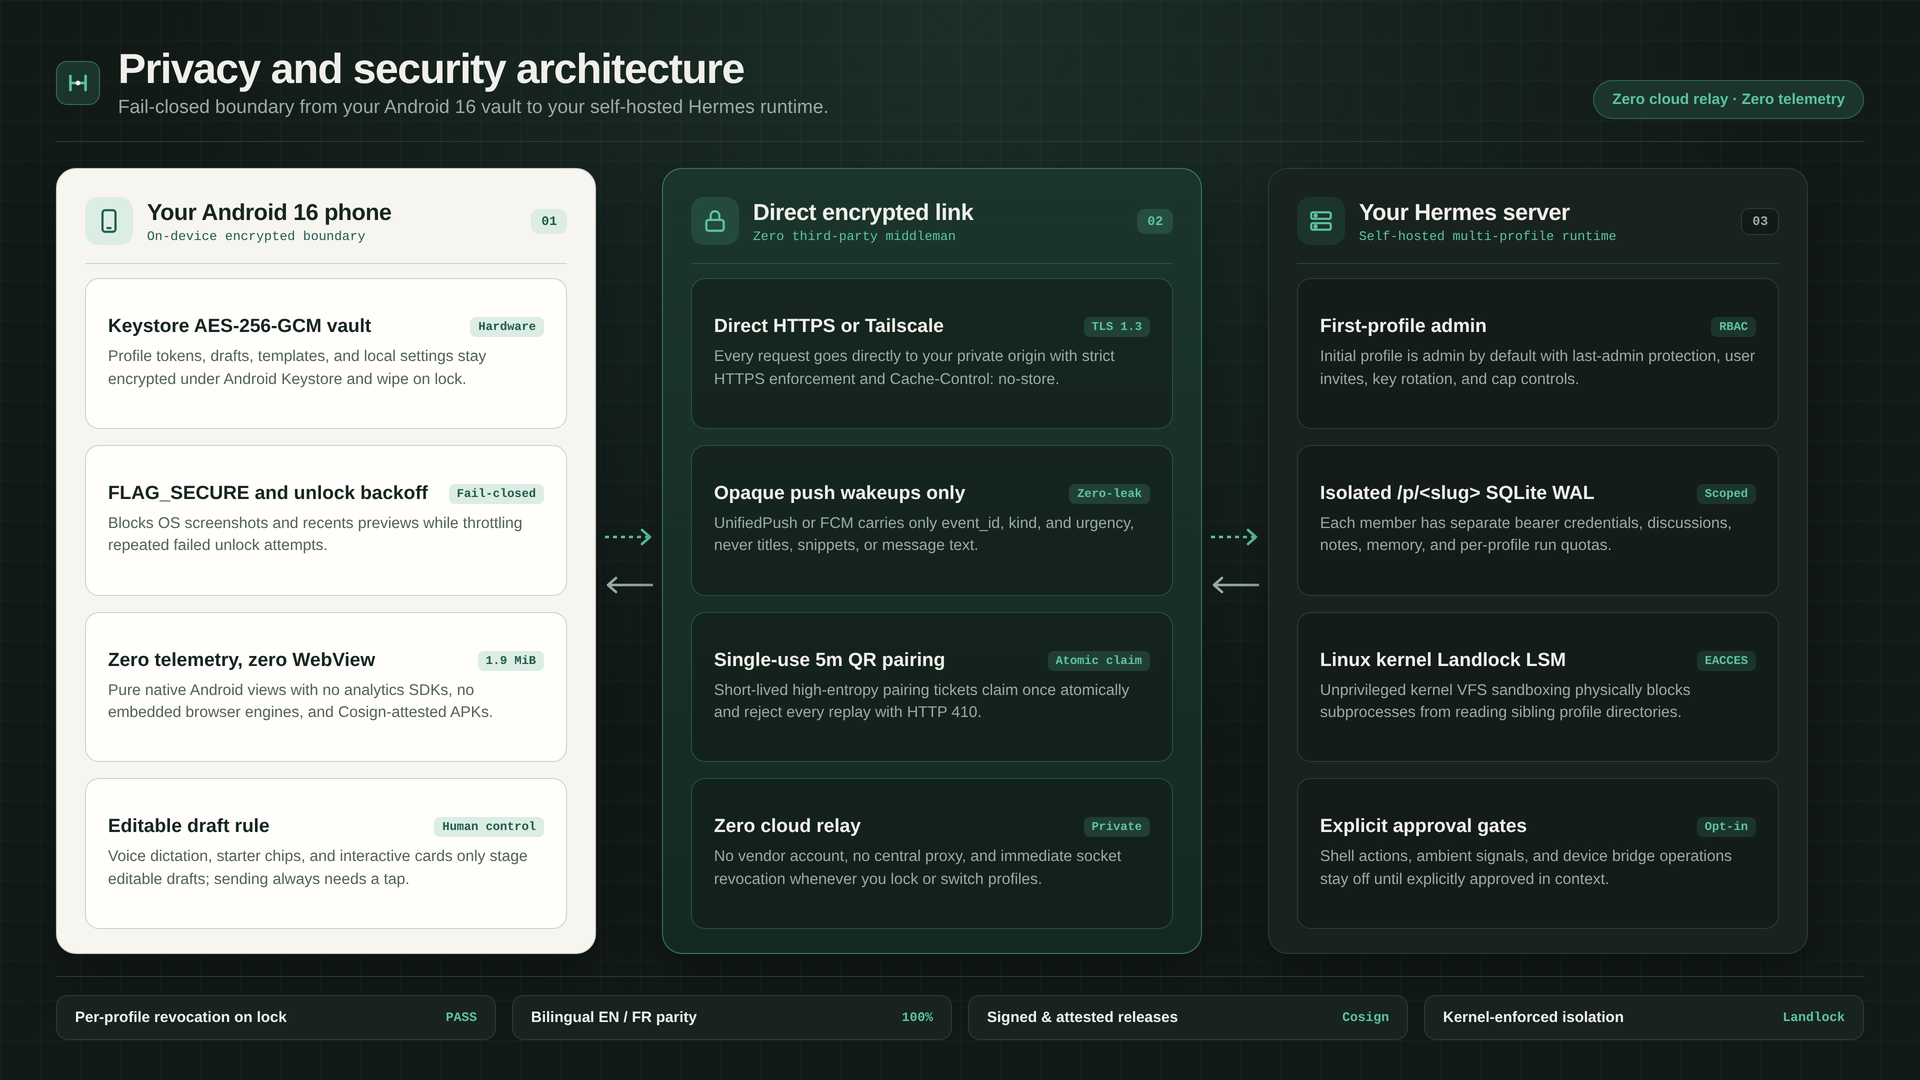 Privacy and security architecture
Fail-closed boundary from your Android 16 vault to your self-hosted Hermes runtime.
Zero cloud relay · Zero telemetry
Your Android 16 phone
On-device encrypted boundary
01
Keystore AES-256-GCM vault
Hardware
Profile tokens, drafts, templates, and local settings stay
encrypted under Android Keystore and wipe on lock.
FLAG_SECURE and unlock backoff
Fail-closed
Blocks OS screenshots and recents previews while throttling
repeated failed unlock attempts.
Zero telemetry, zero WebView
1.9 MiB
Pure native Android views with no analytics SDKs, no
embedded browser engines, and Cosign-attested APKs.
Editable draft rule
Human control
Voice dictation, starter chips, and interactive cards only stage
editable drafts; sending always needs a tap.
Direct encrypted link
Zero third-party middleman
02
Direct HTTPS or Tailscale
TLS 1.3
Every request goes directly to your private origin with strict
HTTPS enforcement and Cache-Control: no-store.
Opaque push wakeups only
Zero-leak
UnifiedPush or FCM carries only event_id, kind, and urgency,
never titles, snippets, or message text.
Single-use 5m QR pairing
Atomic claim
Short-lived high-entropy pairing tickets claim once atomically
and reject every replay with HTTP 410.
Zero cloud relay
Private
No vendor account, no central proxy, and immediate socket
revocation whenever you lock or switch profiles.
Your Hermes server
Self-hosted multi-profile runtime
03
First-profile admin
RBAC
Initial profile is admin by default with last-admin protection, user
invites, key rotation, and cap controls.
Isolated /p/<slug> SQLite WAL
Scoped
Each member has separate bearer credentials, discussions,
notes, memory, and per-profile run quotas.
Linux kernel Landlock LSM
EACCES
Unprivileged kernel VFS sandboxing physically blocks
subprocesses from reading sibling profile directories.
Explicit approval gates
Opt-in
Shell actions, ambient signals, and device bridge operations
stay off until explicitly approved in context.
Per-profile revocation on lock
PASS
Bilingual EN / FR parity
100%
Signed & attested releases
Cosign
Kernel-enforced isolation
Landlock